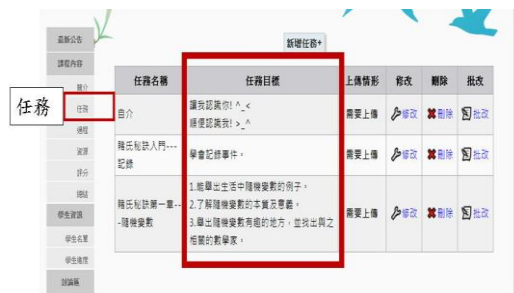 最新公告
課程內容
簡介
任務
任務
過程
資源
評分
總結
學生資訊
學生名單
學生進度
討論區
新增任務+
任務名稱 任務目標 上傳情形 修改 刪除 批改
自介 讓我認識你! ^_< 需要上傳 修改 刪除 批改
順便認識我! >_^
賭氏秘訣入門--- 學會記錄事件。 需要上傳 修改 刪除 批改
記錄
賭氏秘訣第一章-- 1.能舉出生活中隨機變數的例子。 需要上傳 修改 刪除 批改
-隨機變數 2.了解隨機變數的本質及意義。
3.舉出隨機變數有趣的地方，並找出與之
相關的數學家。